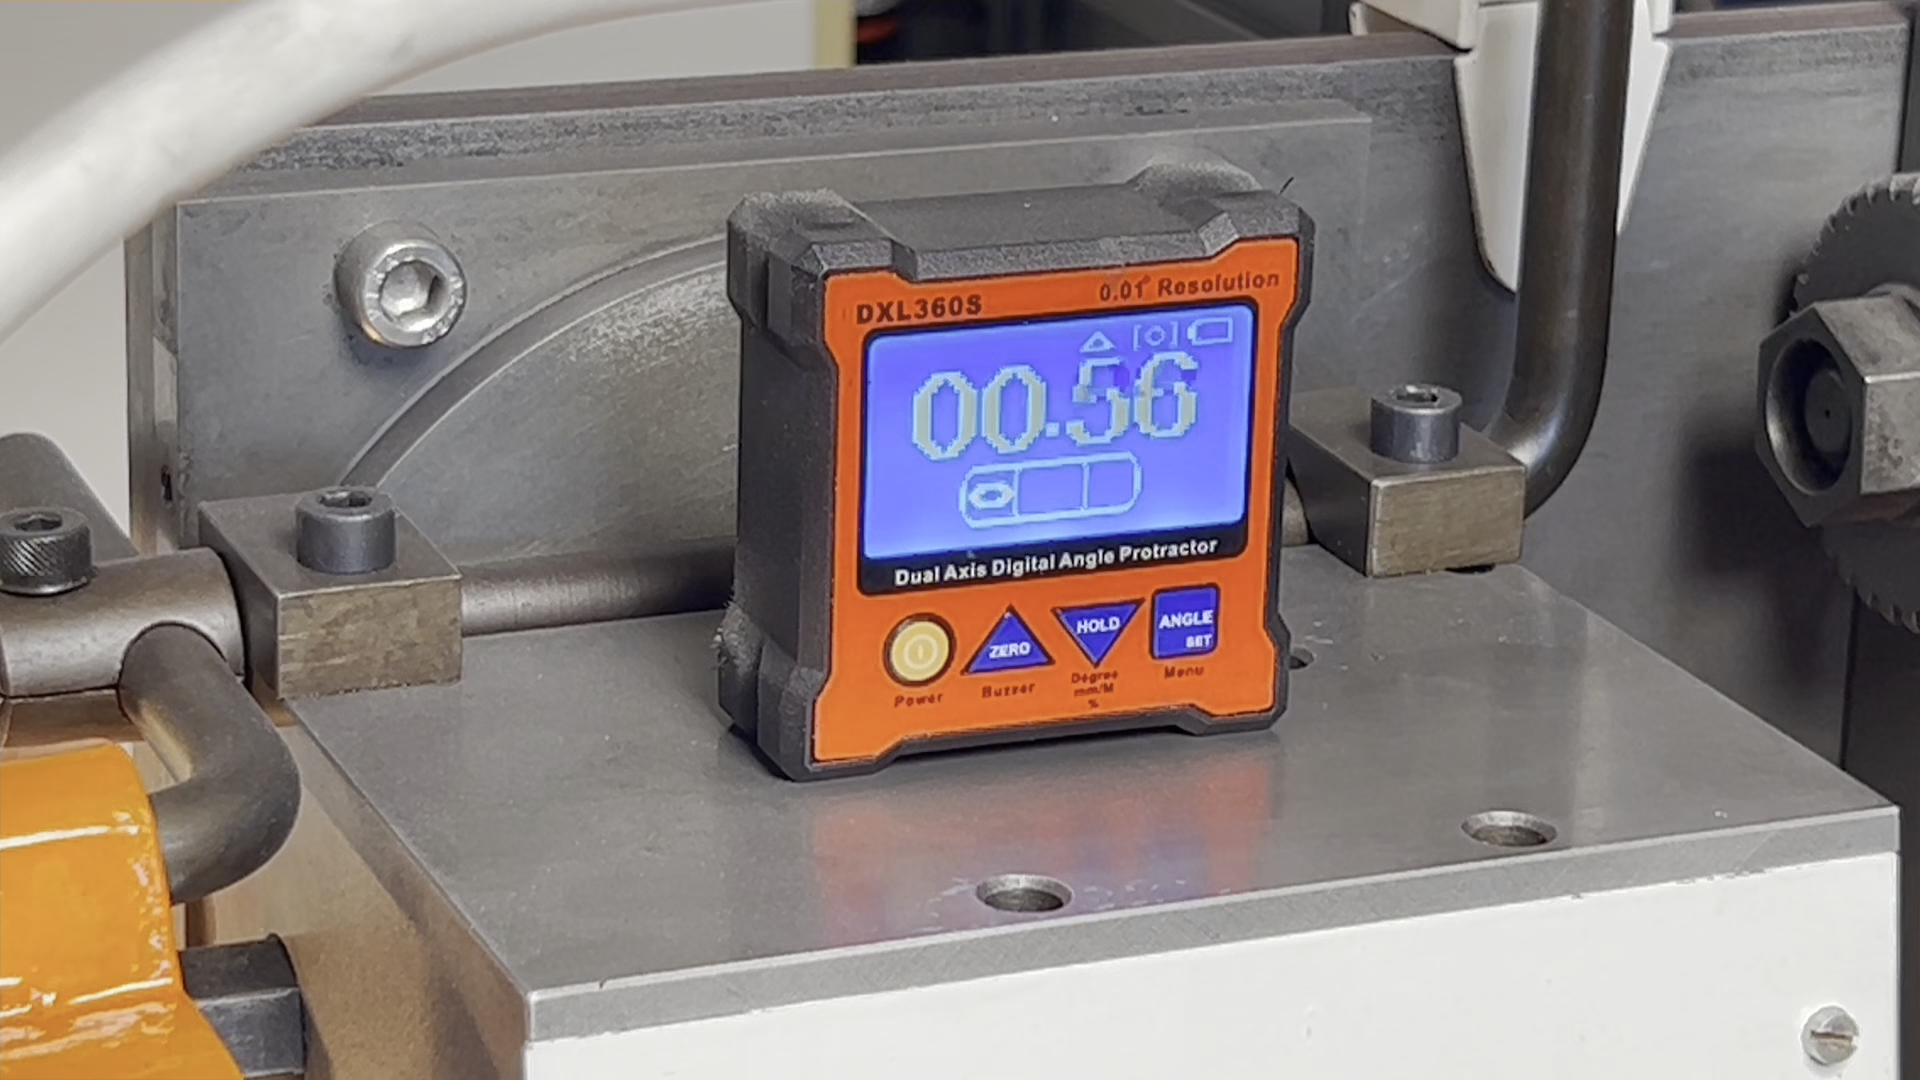 DXL360S
0.01° Resolution
00.56
Dual Axis Digital Angle Protractor
ZERO
HOLD
ANGLE
SET
Power
Buzzer
Degree
mm/M
%
Menu